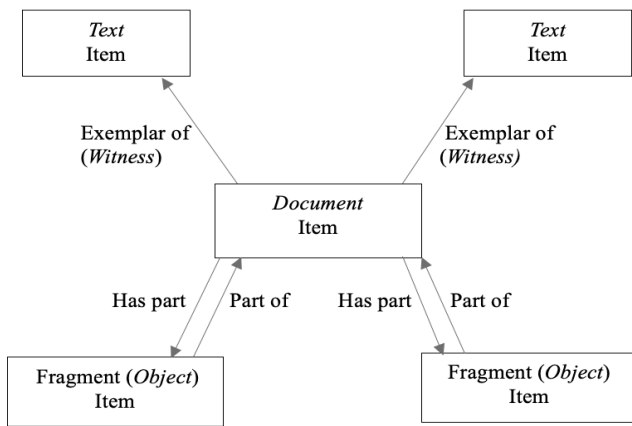 Text
Item
Text
Item
Exemplar of
(Witness)
Exemplar of
(Witness)
Document
Item
Has part
Part of
Has part
Part of
Fragment (Object)
Item
Fragment (Object)
Item